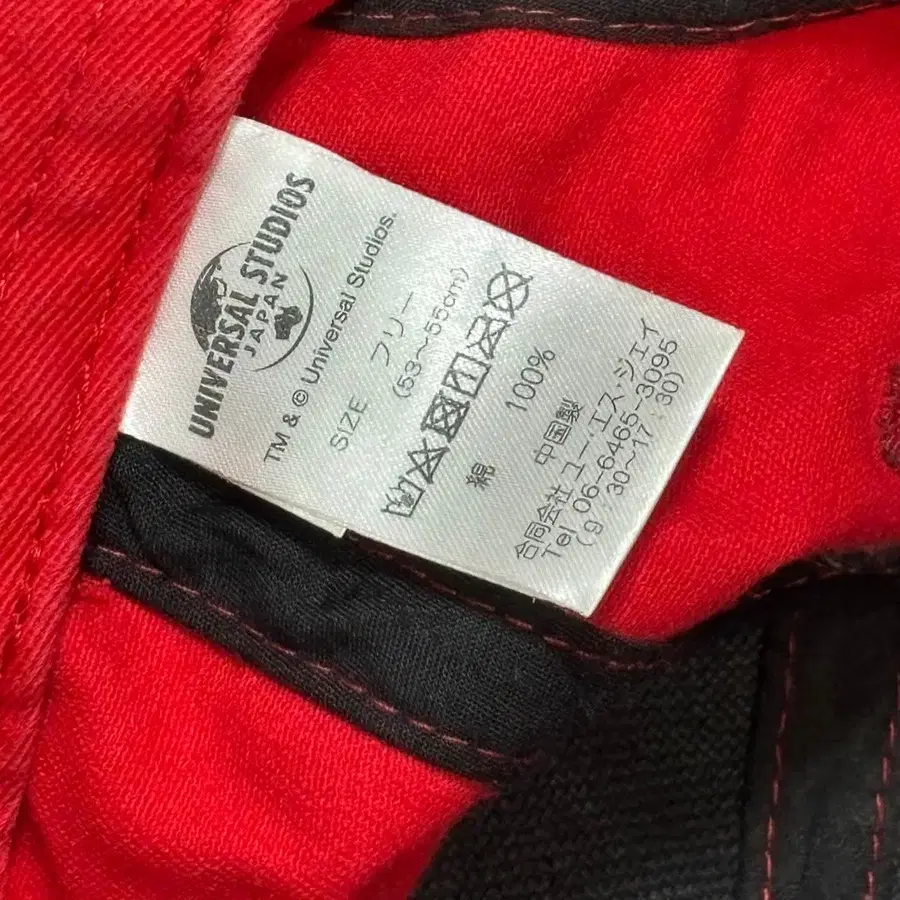 UNIVERSAL STUDIOS
JAPAN
TM & © Universal Studios.
SIZE フリー
(53～55cm)
綿 100%
中国製
合同会社 ユー・エス・ジェイ
Tel 06-6465-3095
(9:30～17:30)